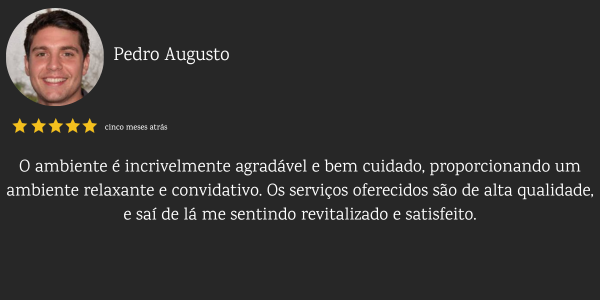 Pedro Augusto
cinco meses atrás
O ambiente é incrivelmente agradável e bem cuidado, proporcionando um
ambiente relaxante e convidativo. Os serviços oferecidos são de alta qualidade,
e saí de lá me sentindo revitalizado e satisfeito.